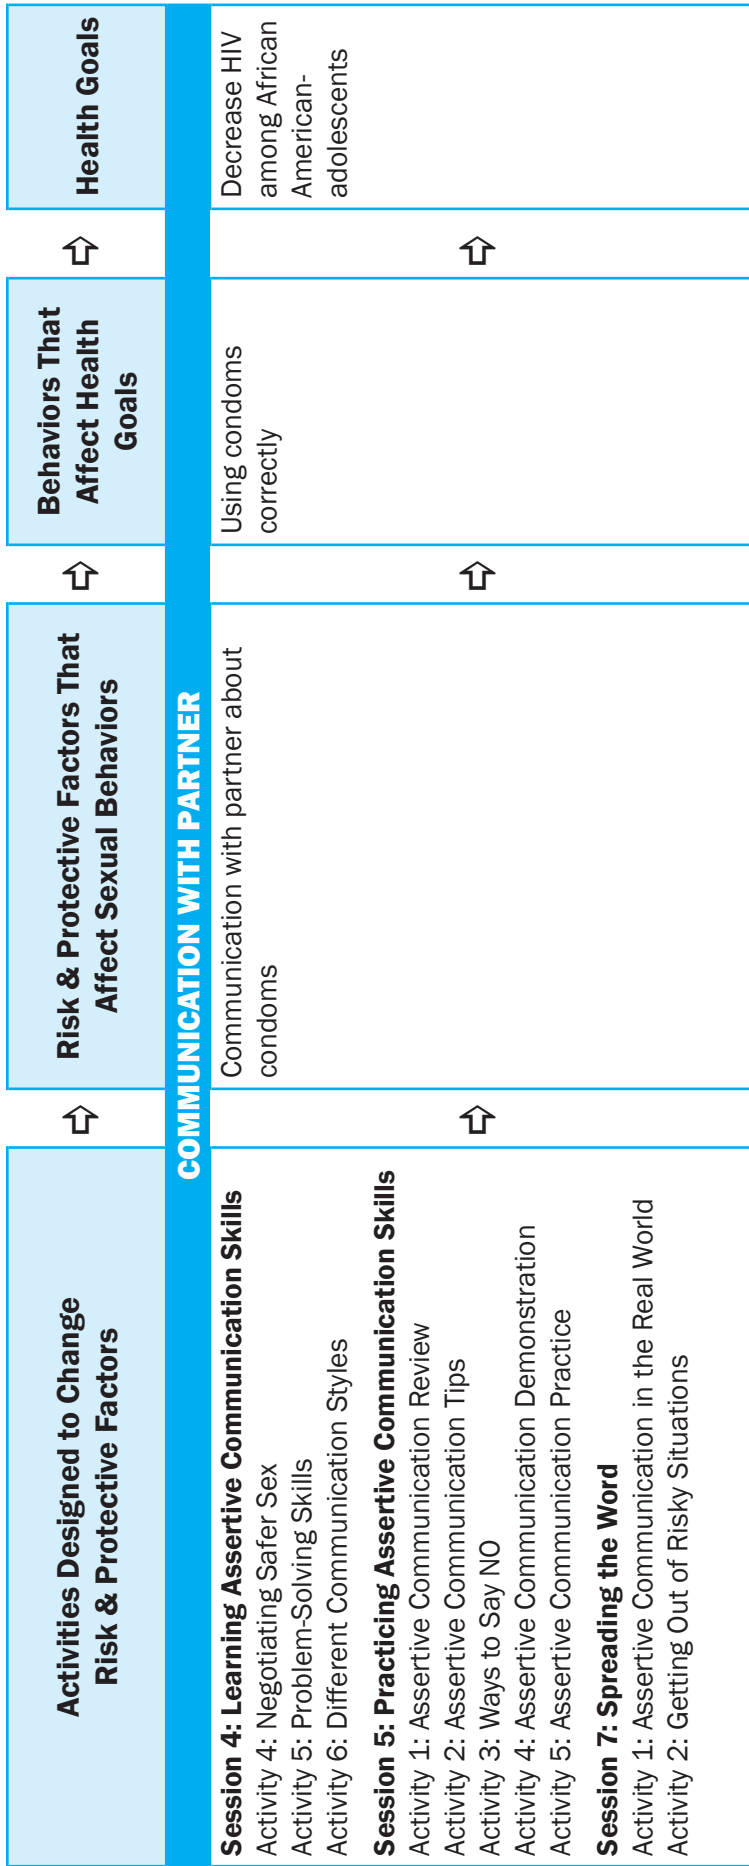 Activities Designed to Change
Risk & Protective Factors
Risk & Protective Factors That
Affect Sexual Behaviors
Behaviors That
Affect Health
Goals
Health Goals
COMMUNICATION WITH PARTNER
Session 4: Learning Assertive Communication Skills
Activity 4: Negotiating Safer Sex
Activity 5: Problem-Solving Skills
Activity 6: Different Communication Styles
Session 5: Practicing Assertive Communication Skills
Activity 1: Assertive Communication Review
Activity 2: Assertive Communication Tips
Activity 3: Ways to Say NO
Activity 4: Assertive Communication Demonstration
Activity 5: Assertive Communication Practice
Session 7: Spreading the Word
Activity 1: Assertive Communication in the Real World
Activity 2: Getting Out of Risky Situations
Communication with partner about
condoms
Using condoms
correctly
Decrease HIV
among African
American-
adolescents